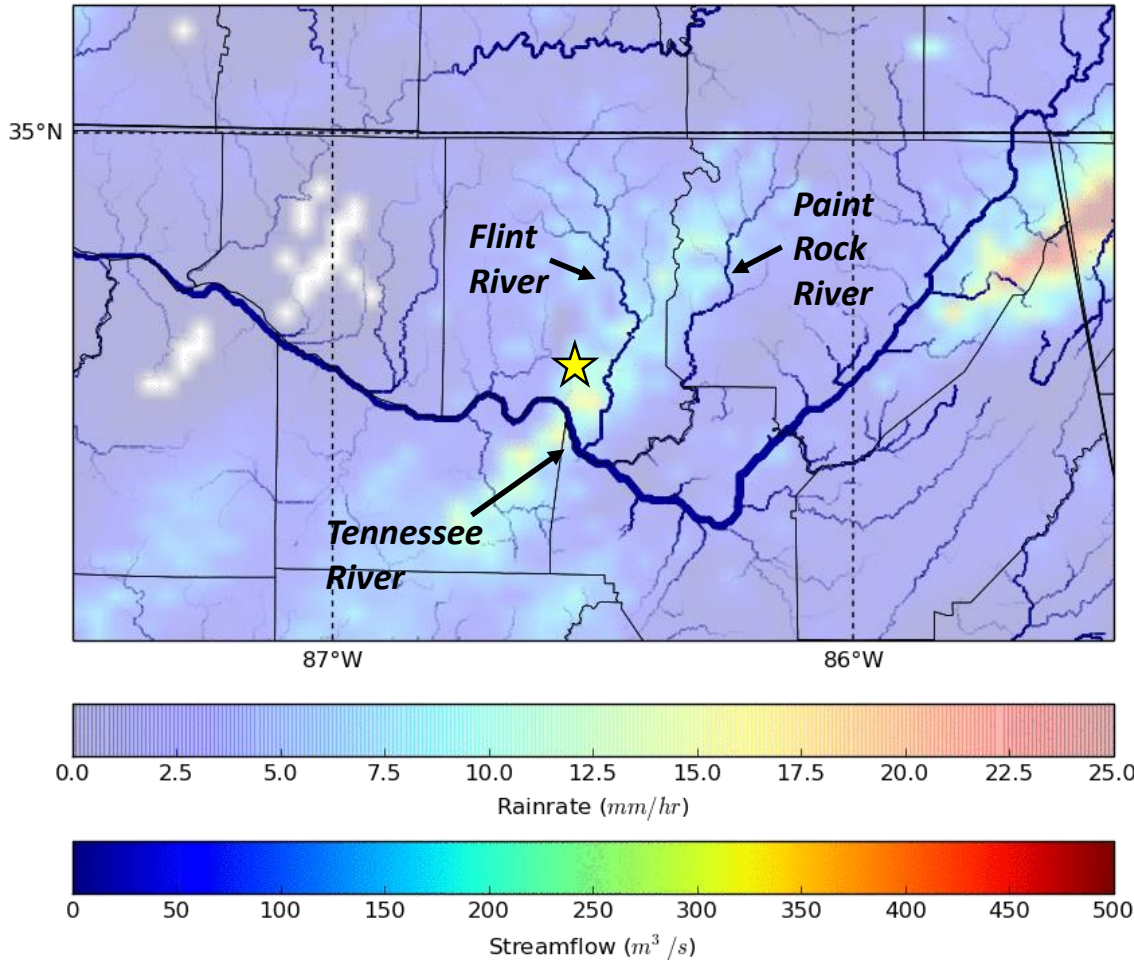 35°N
Flint
River
Paint
Rock
River
Tennessee
River
87°W
86°W
0.0 2.5 5.0 7.5 10.0 12.5 15.0 17.5 20.0 22.5 25.0
Rainrate (mm/hr)
0 50 100 150 200 250 300 350 400 450 500
Streamflow (m³ /s)